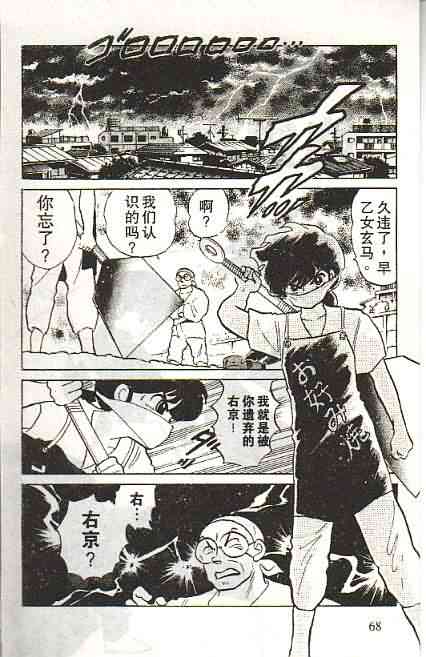 ゴロロロロロロロ…
久违了，早
乙女玄马。
啊？
我们认
识的吗？
你忘了？
お好み焼
我就是被
你遗弃的
右京！
右…
右京？
68